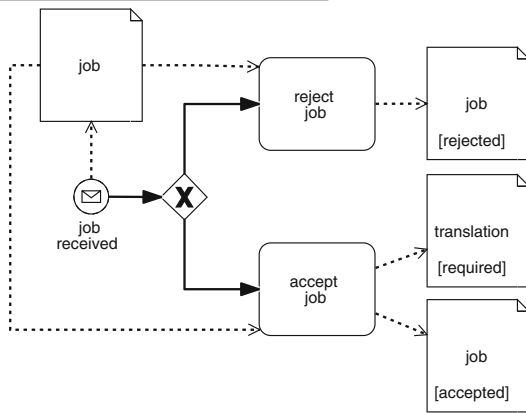 job
reject
job
job
[rejected]
X
job
received
translation
[required]
accept
job
job
[accepted]